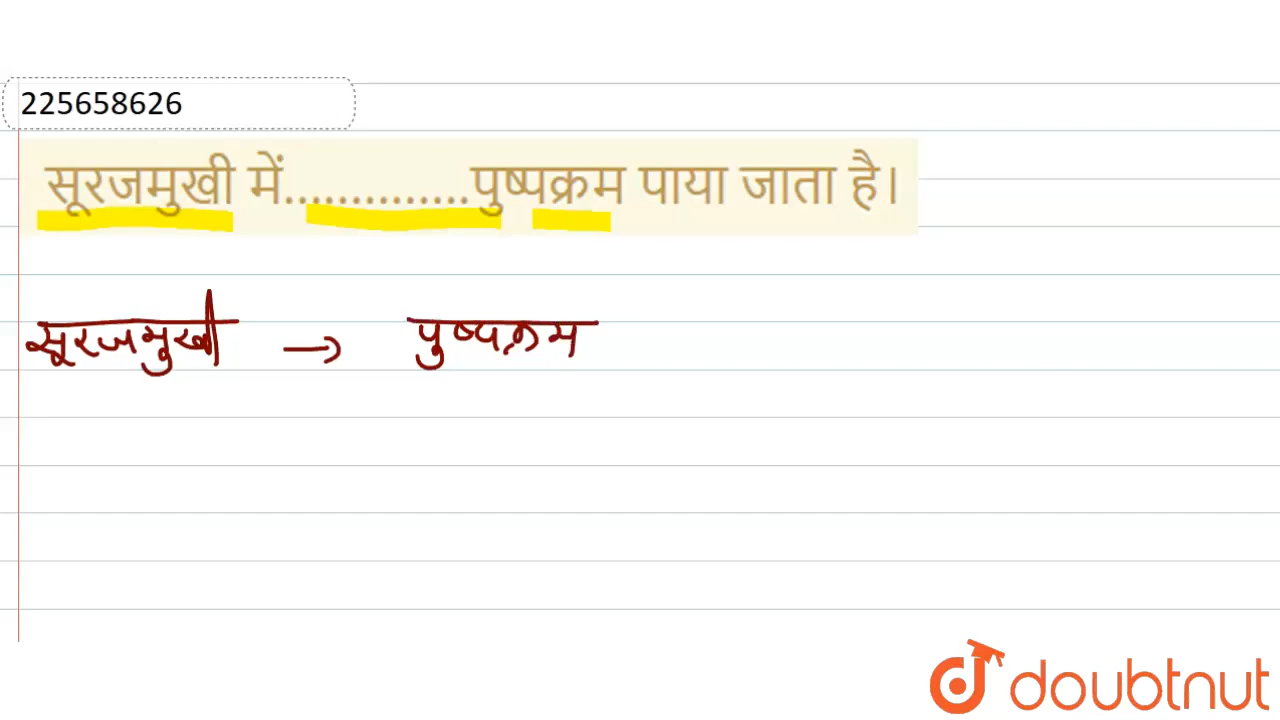 225658626
सूरजमुखी में..............पुष्पक्रम पाया जाता है।
सूरजमुखी → पुष्पक्रम
doubtnut